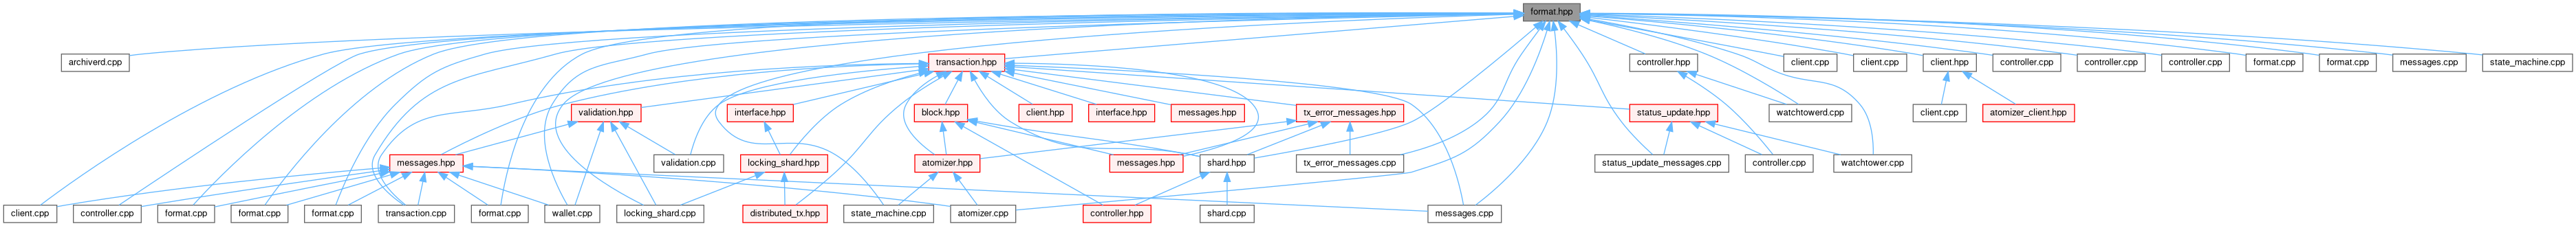 format.hpp
archiverd.cpp
transaction.hpp
controller.hpp
client.cpp
client.cpp
client.hpp
controller.cpp
controller.cpp
controller.cpp
format.cpp
format.cpp
messages.cpp
state_machine.cpp
validation.hpp
interface.hpp
block.hpp
client.hpp
interface.hpp
messages.hpp
tx_error_messages.hpp
status_update.hpp
watchtowerd.cpp
client.cpp
atomizer_client.hpp
messages.hpp
validation.cpp
locking_shard.hpp
atomizer.hpp
messages.hpp
shard.hpp
tx_error_messages.cpp
status_update_messages.cpp
controller.cpp
watchtower.cpp
client.cpp
controller.cpp
format.cpp
format.cpp
format.cpp
transaction.cpp
format.cpp
wallet.cpp
locking_shard.cpp
distributed_tx.hpp
state_machine.cpp
atomizer.cpp
controller.hpp
shard.cpp
messages.cpp